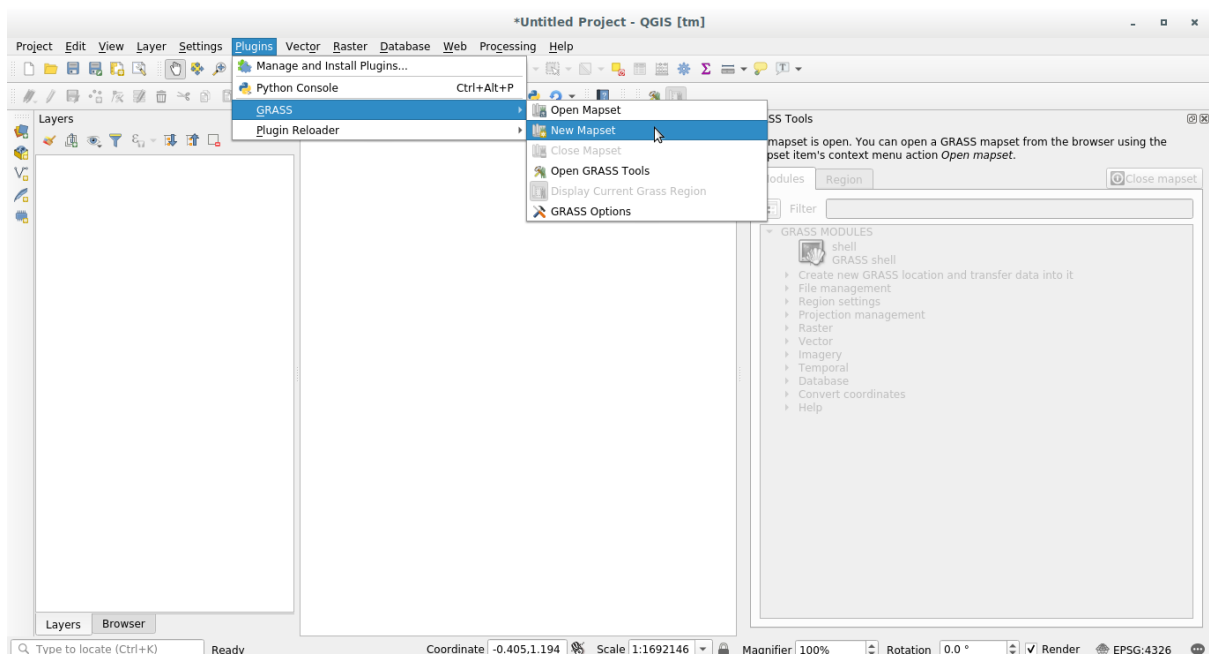 *Untitled Project - QGIS [tm]
Project Edit View Layer Settings Plugins Vector Raster Database Web Processing Help
Manage and Install Plugins...
Python Console Ctrl+Alt+P
GRASS
Plugin Reloader
Open Mapset
New Mapset
Close Mapset
Open GRASS Tools
Display Current Grass Region
GRASS Options
Layers
SS Tools
mapset is open. You can open a GRASS mapset from the browser using the
pset item's context menu action Open mapset.
odules Region Close mapset
Filter
GRASS MODULES
shell
GRASS shell
Create new GRASS location and transfer data into it
File management
Region settings
Projection management
Raster
Vector
Imagery
Temporal
Database
Convert coordinates
Help
Layers Browser
Type to locate (Ctrl+K) Ready Coordinate -0.405,1.194 Scale 1:1692146 Magnifier 100% Rotation 0.0 ° Render EPSG:4326